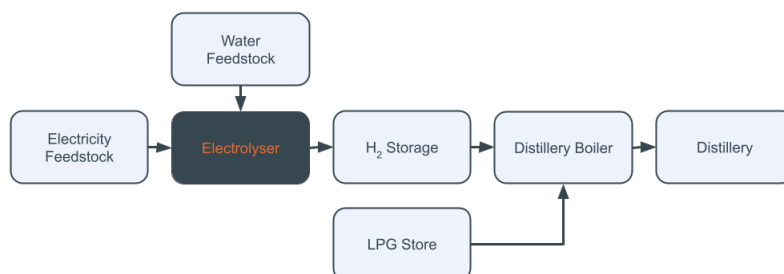 Water
Feedstock
Electricity
Feedstock
Electrolyser
H₂ Storage
Distillery Boiler
Distillery
LPG Store